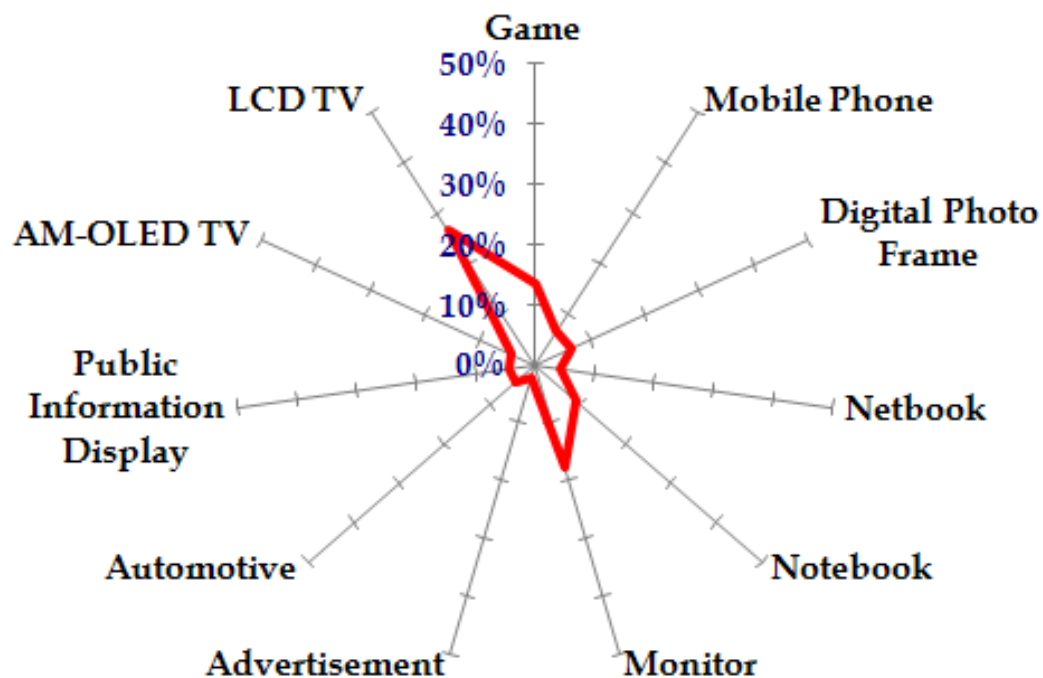 Game
50%
40%
30%
20%
10%
0%
Mobile Phone
Digital Photo
Frame
Netbook
Notebook
Monitor
Advertisement
Automotive
Public
Information
Display
AM-OLED TV
LCD TV